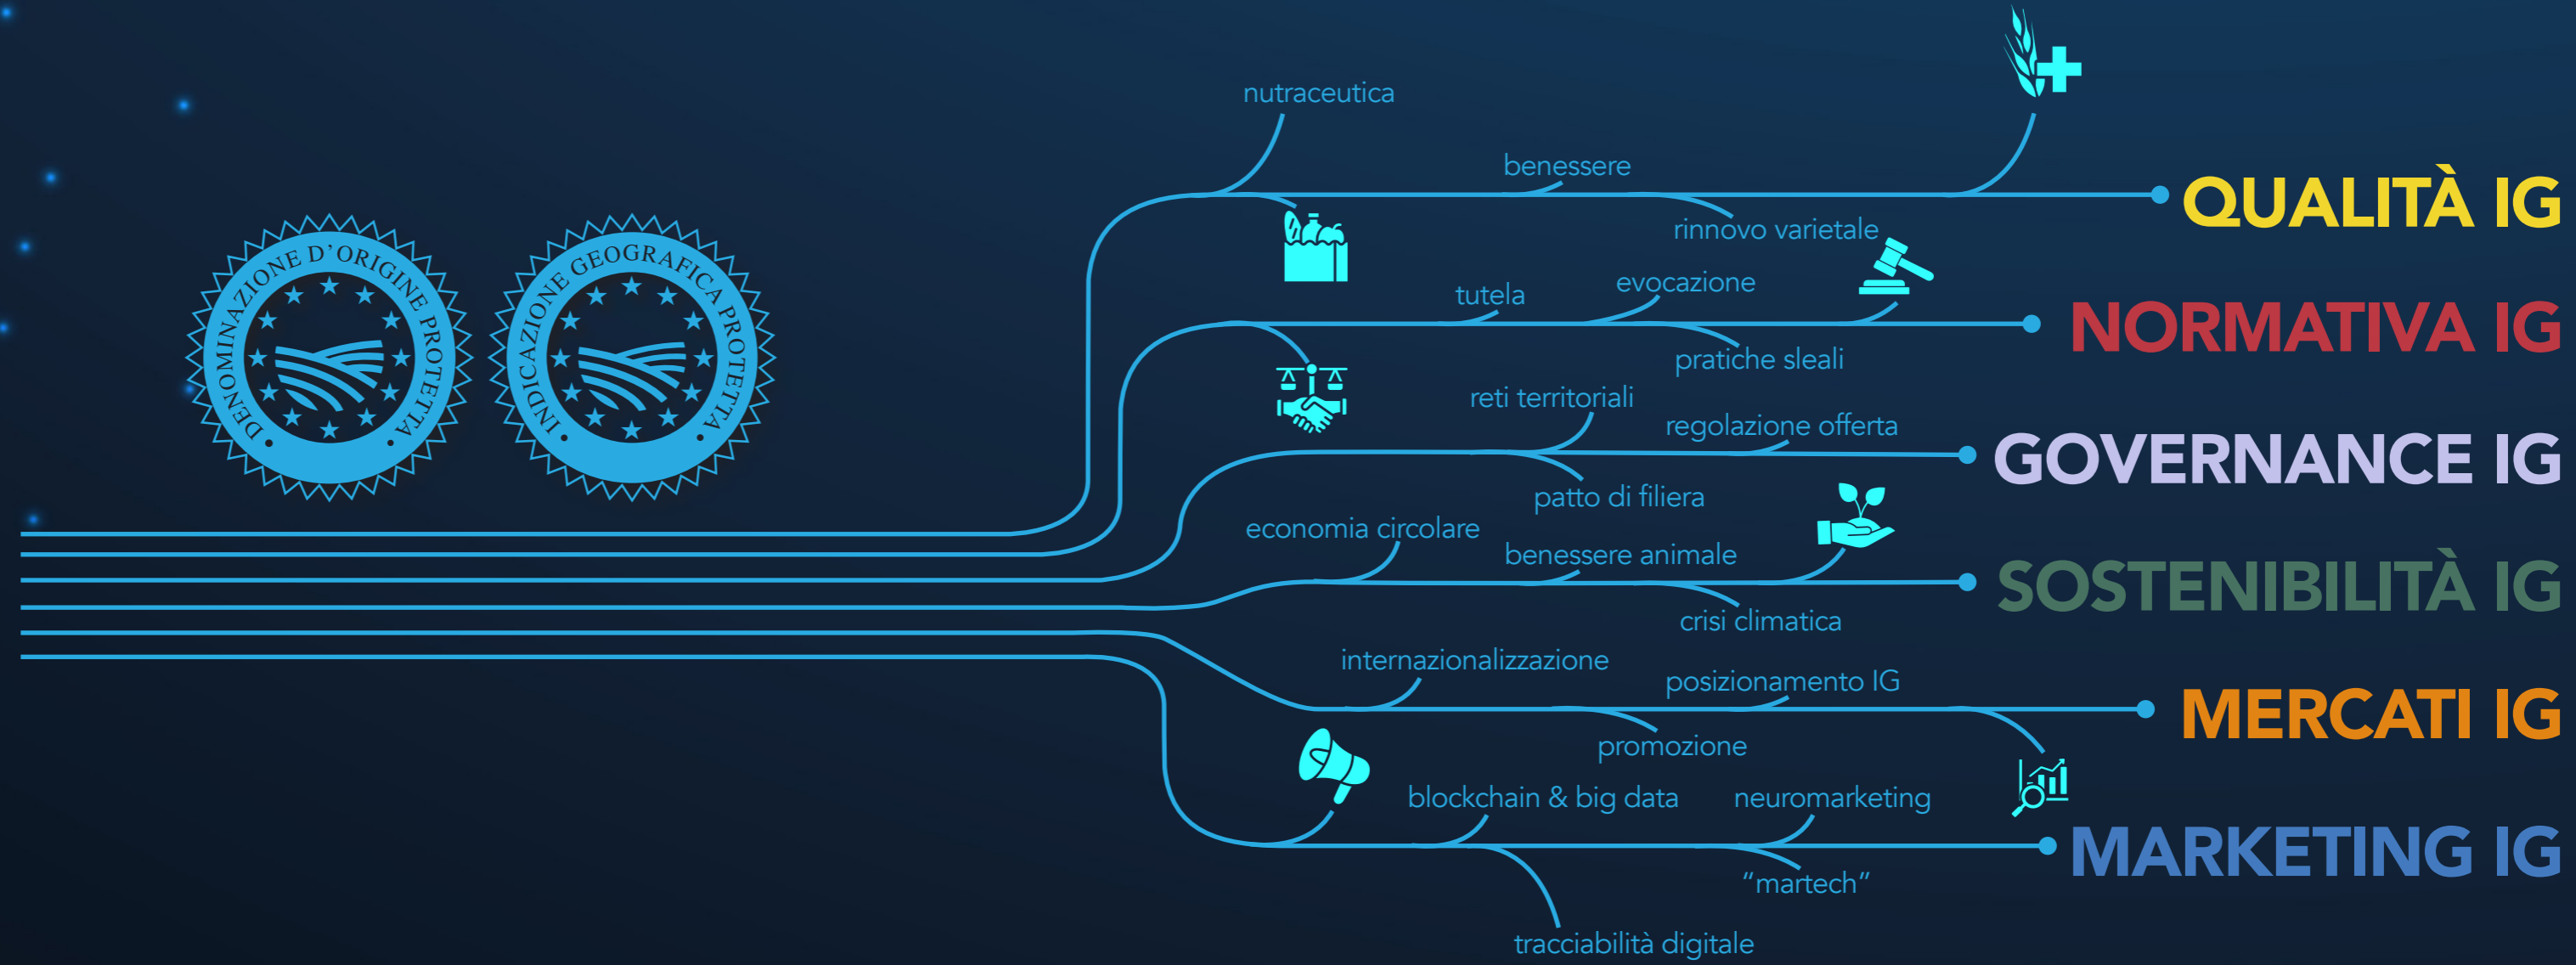 DENOMINAZIONE D'ORIGINE PROTETTA
INDICAZIONE GEOGRAFICA PROTETTA
nutraceutica
benessere
rinnovo varietale
QUALITÀ IG
tutela
evocazione
pratiche sleali
NORMATIVA IG
reti territoriali
regolazione offerta
patto di filiera
GOVERNANCE IG
economia circolare
benessere animale
crisi climatica
SOSTENIBILITÀ IG
internazionalizzazione
posizionamento IG
promozione
MERCATI IG
blockchain & big data
neuromarketing
“martech”
tracciabilità digitale
MARKETING IG